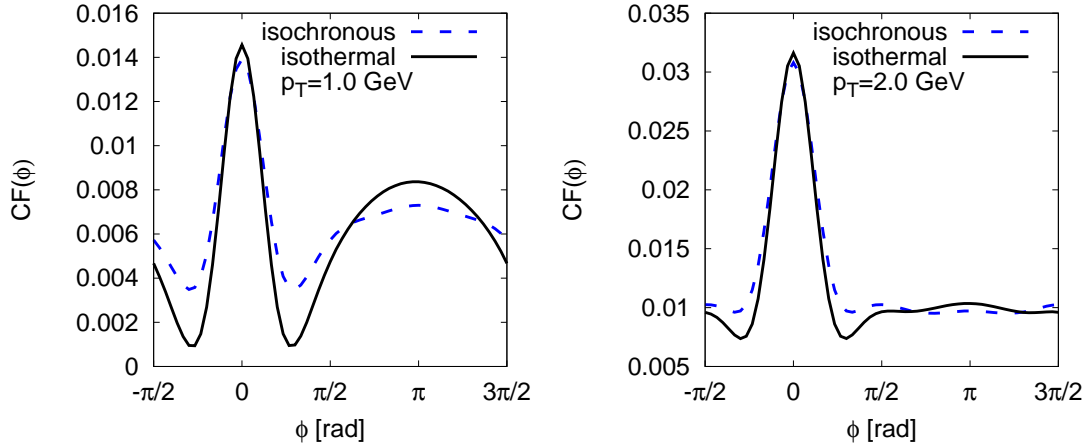 0.016
0.014
0.012
0.01
0.008
0.006
0.004
0.002
0
CF(ϕ)
isochronous
isothermal
p_T=1.0 GeV
-π/2 0 π/2 π 3π/2
ϕ [rad]
0.035
0.03
0.025
0.02
0.015
0.01
0.005
CF(ϕ)
isochronous
isothermal
p_T=2.0 GeV
-π/2 0 π/2 π 3π/2
ϕ [rad]